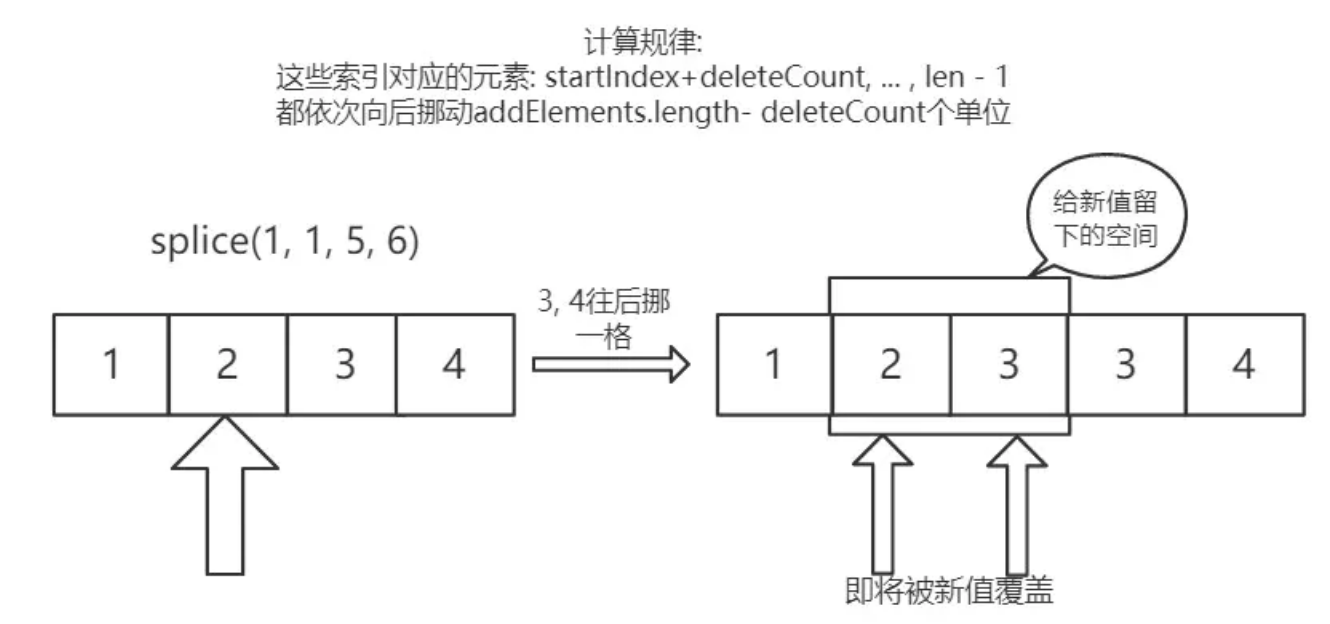 计算规律:
这些索引对应的元素: startIndex+deleteCount, ... , len - 1
都依次向后挪动addElements.length- deleteCount个单位
splice(1, 1, 5, 6)
给新值留
下的空间
3, 4往后挪
一格
1 2 3 4
1 2 3 3 4
即将被新值覆盖